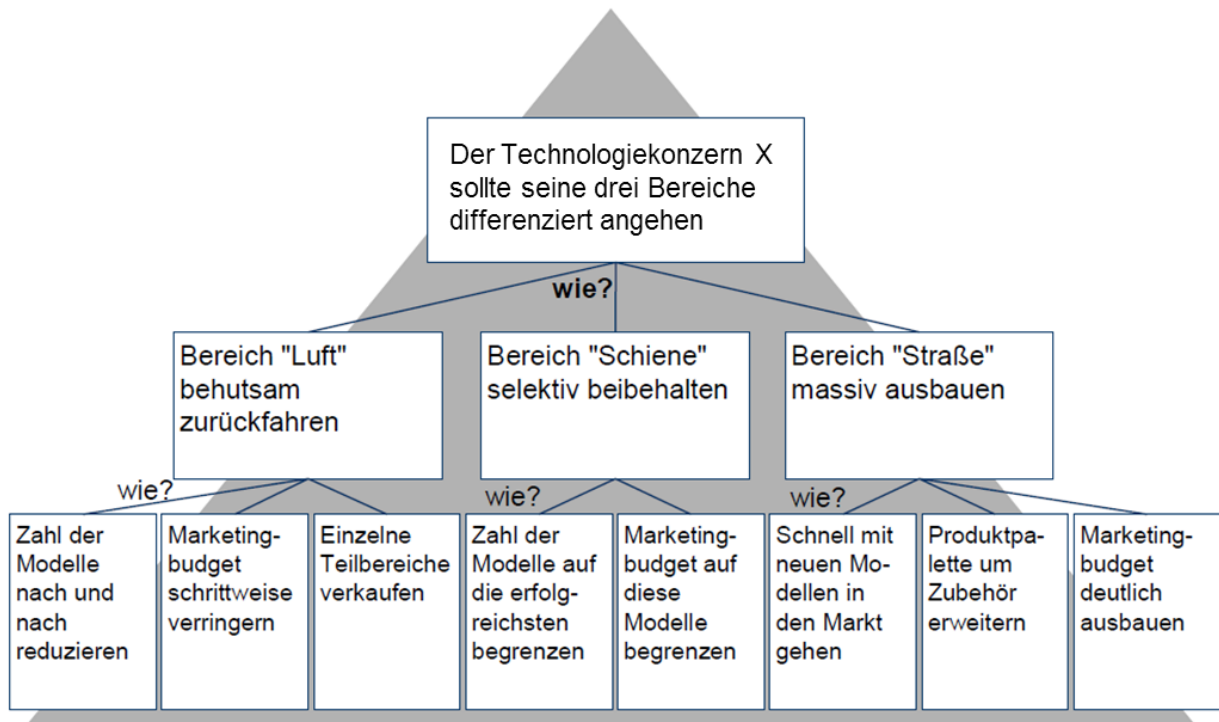 Der Technologiekonzern X
sollte seine drei Bereiche
differenziert angehen
wie?
Bereich "Luft"
behutsam
zurückfahren
Bereich "Schiene"
selektiv beibehalten
Bereich "Straße"
massiv ausbauen
wie?
wie?
wie?
Zahl der
Modelle
nach und
nach
reduzieren
Marketing-
budget
schrittweise
verringern
Einzelne
Teilbereiche
verkaufen
Zahl der
Modelle auf
die erfolg-
reichsten
begrenzen
Marketing-
budget auf
diese
Modelle
begrenzen
Schnell mit
neuen Mo-
dellen in
den Markt
gehen
Produktpa-
lette um
Zubehör
erweitern
Marketing-
budget
deutlich
ausbauen